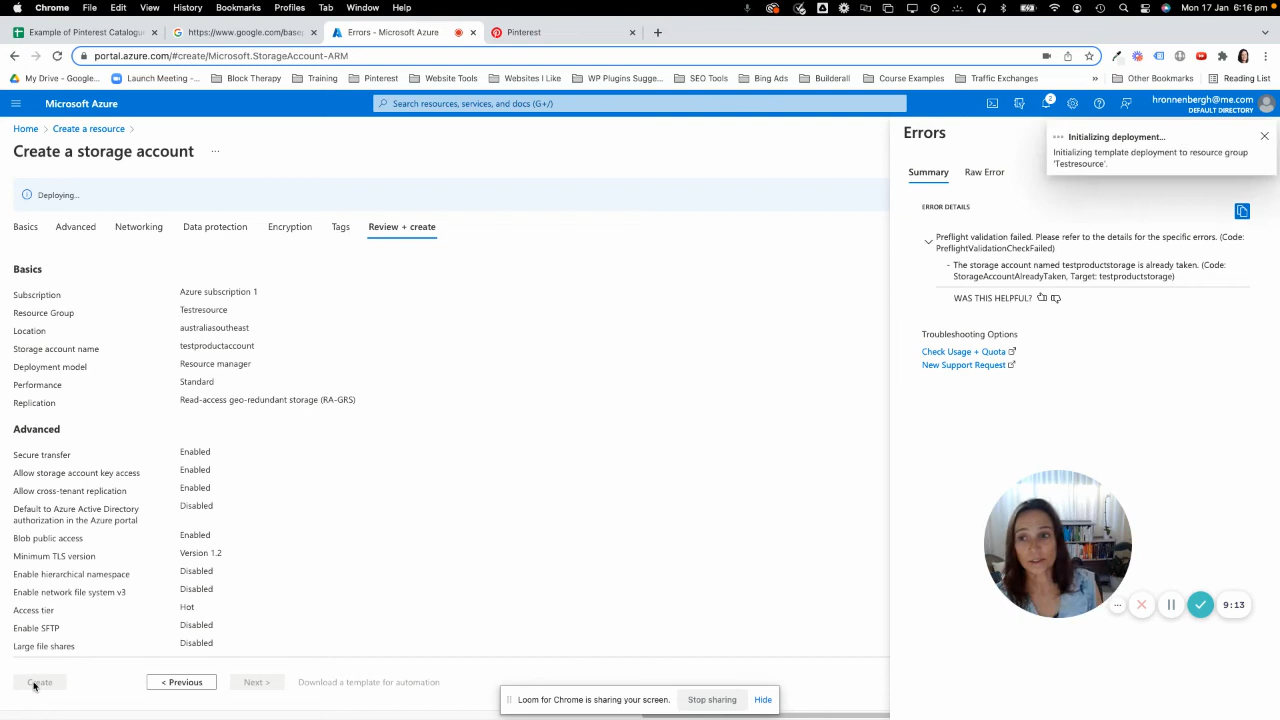 Chrome File Edit View History Bookmarks Profiles Tab Window Help
Mon 17 Jan 6:16 pm
Example of Pinterest Catalogue
https://www.google.com/base
Errors - Microsoft Azure
Pinterest
portal.azure.com/#create/Microsoft.StorageAccount-ARM
My Drive - Google... Launch Meeting -... Block Therapy Training Pinterest Website Tools Websites I Like WP Plugins Sugge... SEO Tools Bing Ads Builderall Course Examples Traffic Exchanges » Other Bookmarks Reading List
Microsoft Azure
Search resources, services, and docs (G+/)
2
hronnenbergh@me.com
DEFAULT DIRECTORY
Home > Create a resource >
Create a storage account ...
Deploying...
Basics Advanced Networking Data protection Encryption Tags Review + create
Basics
Subscription Azure subscription 1
Resource Group Testresource
Location australiasoutheast
Storage account name testproductaccount
Deployment model Resource manager
Performance Standard
Replication Read-access geo-redundant storage (RA-GRS)
Advanced
Secure transfer Enabled
Allow storage account key access Enabled
Allow cross-tenant replication Enabled
Default to Azure Active Directory Disabled
authorization in the Azure portal
Blob public access Enabled
Minimum TLS version Version 1.2
Enable hierarchical namespace Disabled
Enable network file system v3 Disabled
Access tier Hot
Enable SFTP Disabled
Large file shares Disabled
Create < Previous Next > Download a template for automation
Errors
Initializing deployment...
Initializing template deployment to resource group
'Testresource'.
Summary Raw Error
ERROR DETAILS
Preflight validation failed. Please refer to the details for the specific errors. (Code:
PreflightValidationCheckFailed)
- The storage account named testproductstorage is already taken. (Code:
StorageAccountAlreadyTaken, Target: testproductstorage)
WAS THIS HELPFUL?
Troubleshooting Options
Check Usage + Quota
New Support Request
9:13
Loom for Chrome is sharing your screen. Stop sharing Hide